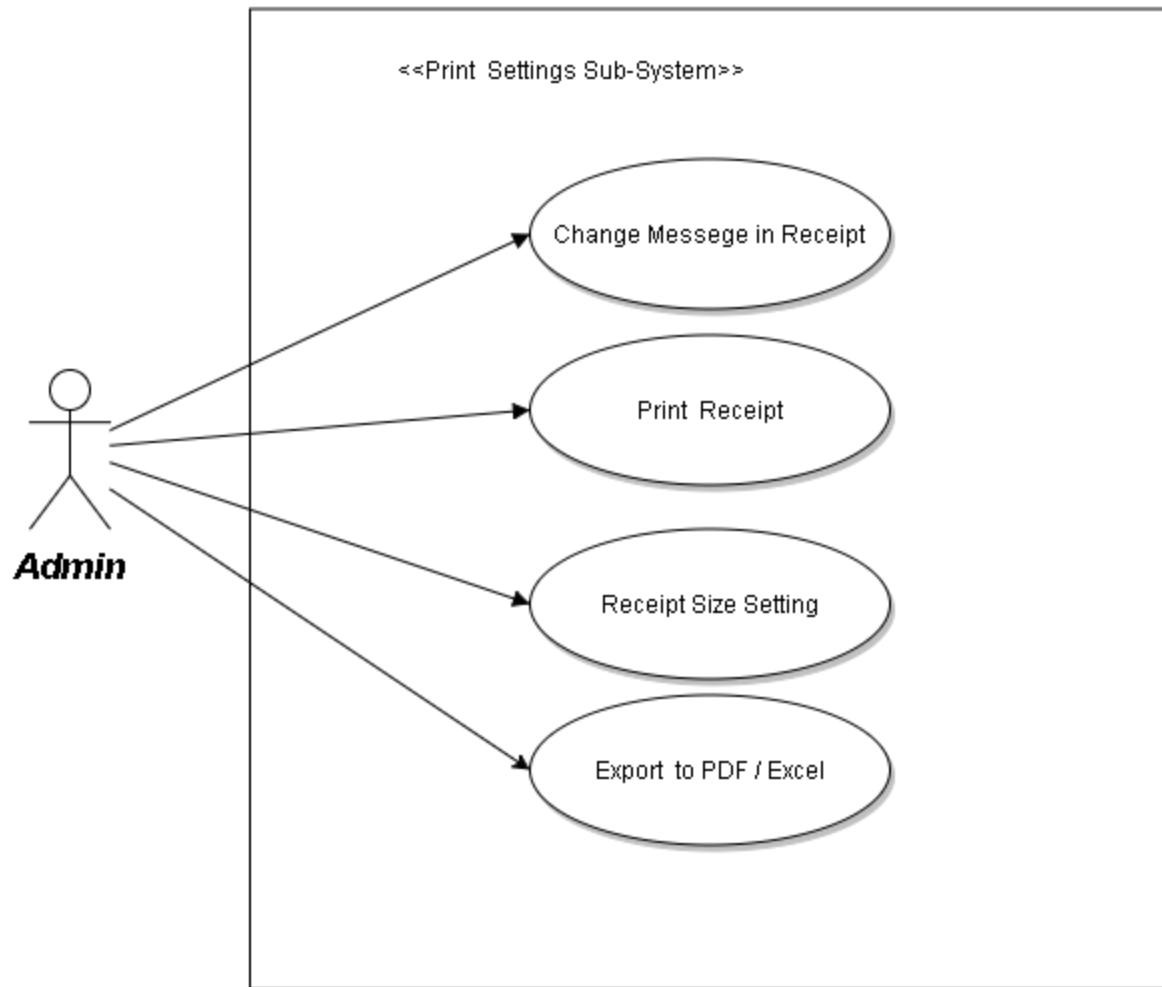 <<Print Settings Sub-System>>
Change Messege in Receipt
Print Receipt
Admin
Receipt Size Setting
Export to PDF / Excel